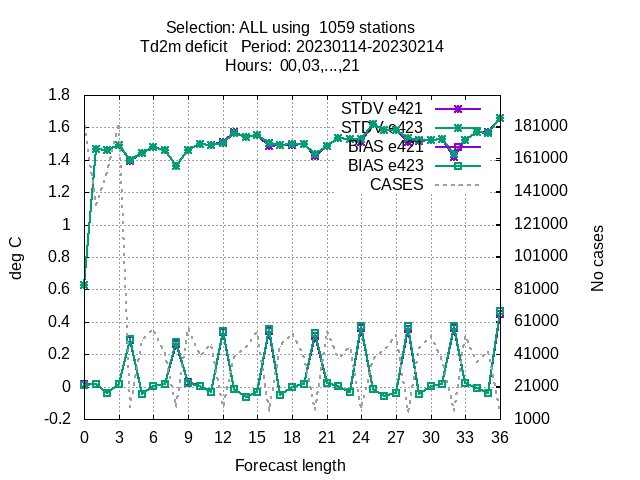 Selection: ALL using  1059 stations
Td2m deficit   Period: 20230114-20230214
Hours:  00,03,...,21
STDV e421
STDV e423
BIAS e421
BIAS e423
CASES
deg C
1.8
1.6
1.4
1.2
1
0.8
0.6
0.4
0.2
0
-0.2
181000
161000
141000
121000
101000
81000
61000
41000
21000
1000
No cases
0 3 6 9 12 15 18 21 24 27 30 33 36
Forecast length